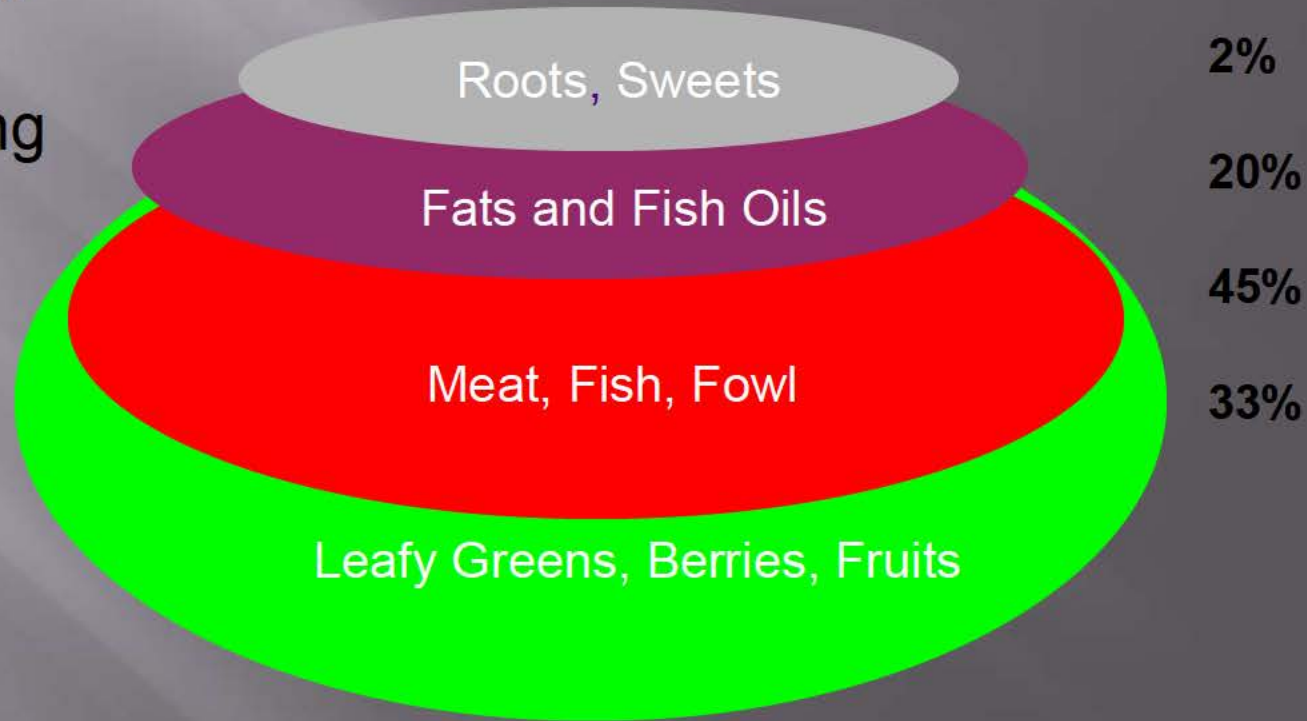 Roots, Sweets
2%
ng
Fats and Fish Oils
20%
Meat, Fish, Fowl
45%
Leafy Greens, Berries, Fruits
33%